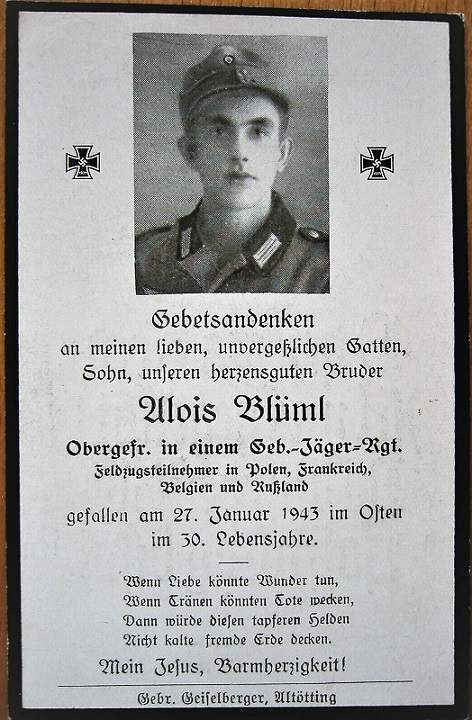 Gebetsandenken
an meinen lieben, unvergeßlichen Gatten,
Sohn, unseren herzensguten Bruder
Alois Blüml
Obergefr. in einem Geb.-Jäger-Rgt.
Feldzugsteilnehmer in Polen, Frankreich,
Belgien und Rußland
gefallen am 27. Januar 1943 im Osten
im 30. Lebensjahre.
Wenn Liebe könnte Wunder tun,
Wenn Tränen könnten Tote wecken,
Dann würde diesen tapferen Helden
Nicht kalte fremde Erde decken.
Mein Jesus, Barmherzigkeit!
Gebr. Geiselberger, Altötting